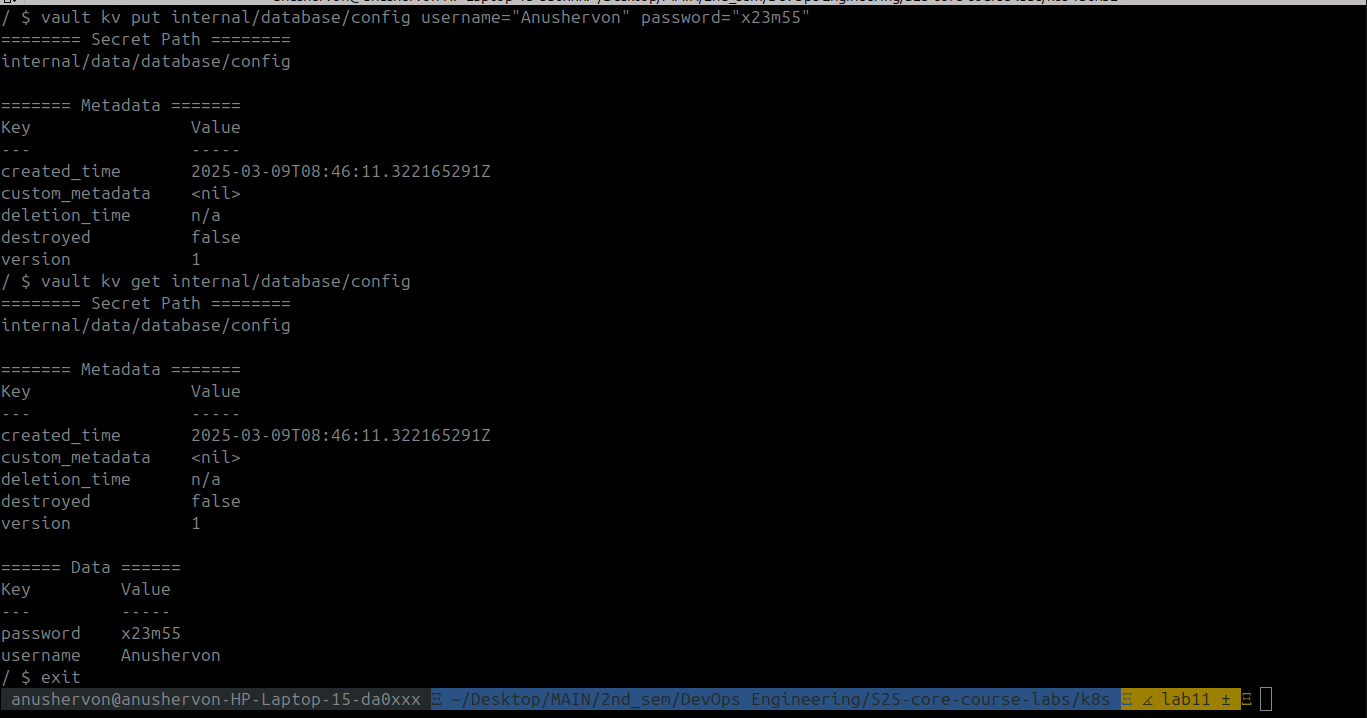 / $ vault kv put internal/database/config username="Anushervon" password="x23m55"
======== Secret Path ========
internal/data/database/config
======= Metadata =======
Key                Value
---                -----
created_time       2025-03-09T08:46:11.322165291Z
custom_metadata    <nil>
deletion_time      n/a
destroyed          false
version            1
/ $ vault kv get internal/database/config
======== Secret Path ========
internal/data/database/config
======= Metadata =======
Key                Value
---                -----
created_time       2025-03-09T08:46:11.322165291Z
custom_metadata    <nil>
deletion_time      n/a
destroyed          false
version            1
====== Data ======
Key         Value
---         -----
password    x23m55
username    Anushervon
/ $ exit
anushervon@anushervon-HP-Laptop-15-da0xxx ~/Desktop/MAIN/2nd_sem/DevOps Engineering/S25-core-course-labs/k8s lab11 ±